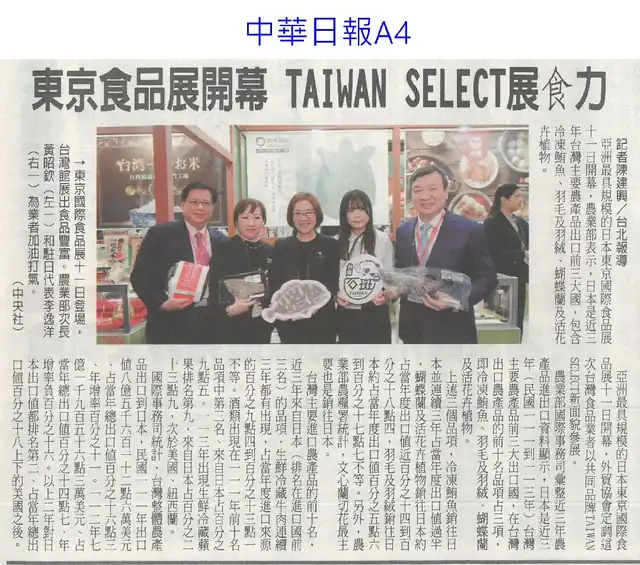 中華日報A4
東京食品展開幕 TAIWAN SELECT展食力
記者陳建興／台北報導
亞洲最具規模的日本東京國際食品展
十一日開幕，農業部表示，日本是近三
年台灣主要農產品出口前三大國，包含
冷凍鮪魚、羽毛及羽絨、蝴蝶蘭及活花
卉植物。
台灣一お米
→東京國際食品展十一日登場，
台灣館展出食品豐富。農業部次長
黃昭欽（左一）和駐日代表李逸洋
（右一）為業者加油打氣。
（中央社）
亞洲最具規模的日本東京國際食
品展十一日開幕，外貿協會定調這
次台灣食品業者以共同品牌TAIWAN
SELECT新面貌參展。
農業部國際事務司彙整近三年農
產品進出口資料顯示，日本是近三
年（民國一一一到一一三年）台灣
主要農產品前三大出口國，在台灣
出口農產品的前十名品項占三項，
即冷凍鮪魚、羽毛及羽絨、蝴蝶蘭
及活花卉植物。
上述三個品項，冷凍鮪魚銷往日
本並連續三年占當年度出口值過半
，蝴蝶蘭及活花卉植物銷往日本約
占當年度出口值近百分之十四到百
分之十八點四，羽毛及羽絨銷往日
本約占當年度出口值百分之五點六
到百分之十七點七不等。另外，農
業部農糧署統計，文心蘭切花最主
要也是銷往日本。
台灣主要進口農產品的前十名，
近三年來自日本（排名在進口國前
三名）的品項，生鮮冷藏牛肉連續
三年都有出現，占當年度進口來源
的百分之九點四到百分之十三點一
不等。酒類出現在一一一年前十名
品項中第二名，來自日本占百分之
九點五。一一三年出現生鮮冷藏蘋
果排名第九，來自日本占百分之二
十三點九，次於美國、紐西蘭。
國際事務司統計，台灣整體農產
品出口到日本，民國一一一年出口
值八億五千六百二十二點六萬美元
，占當年總出口值百分之十六點三
、年增率百分之十一。一一二年七
億一千九百五十六點三萬美元、占
當年總出口值百分之十四點七、年
增率負百分之十六。以上二年對日
本出口值都排名第二、占當年總出
口值百分之十八上下的美國之後。